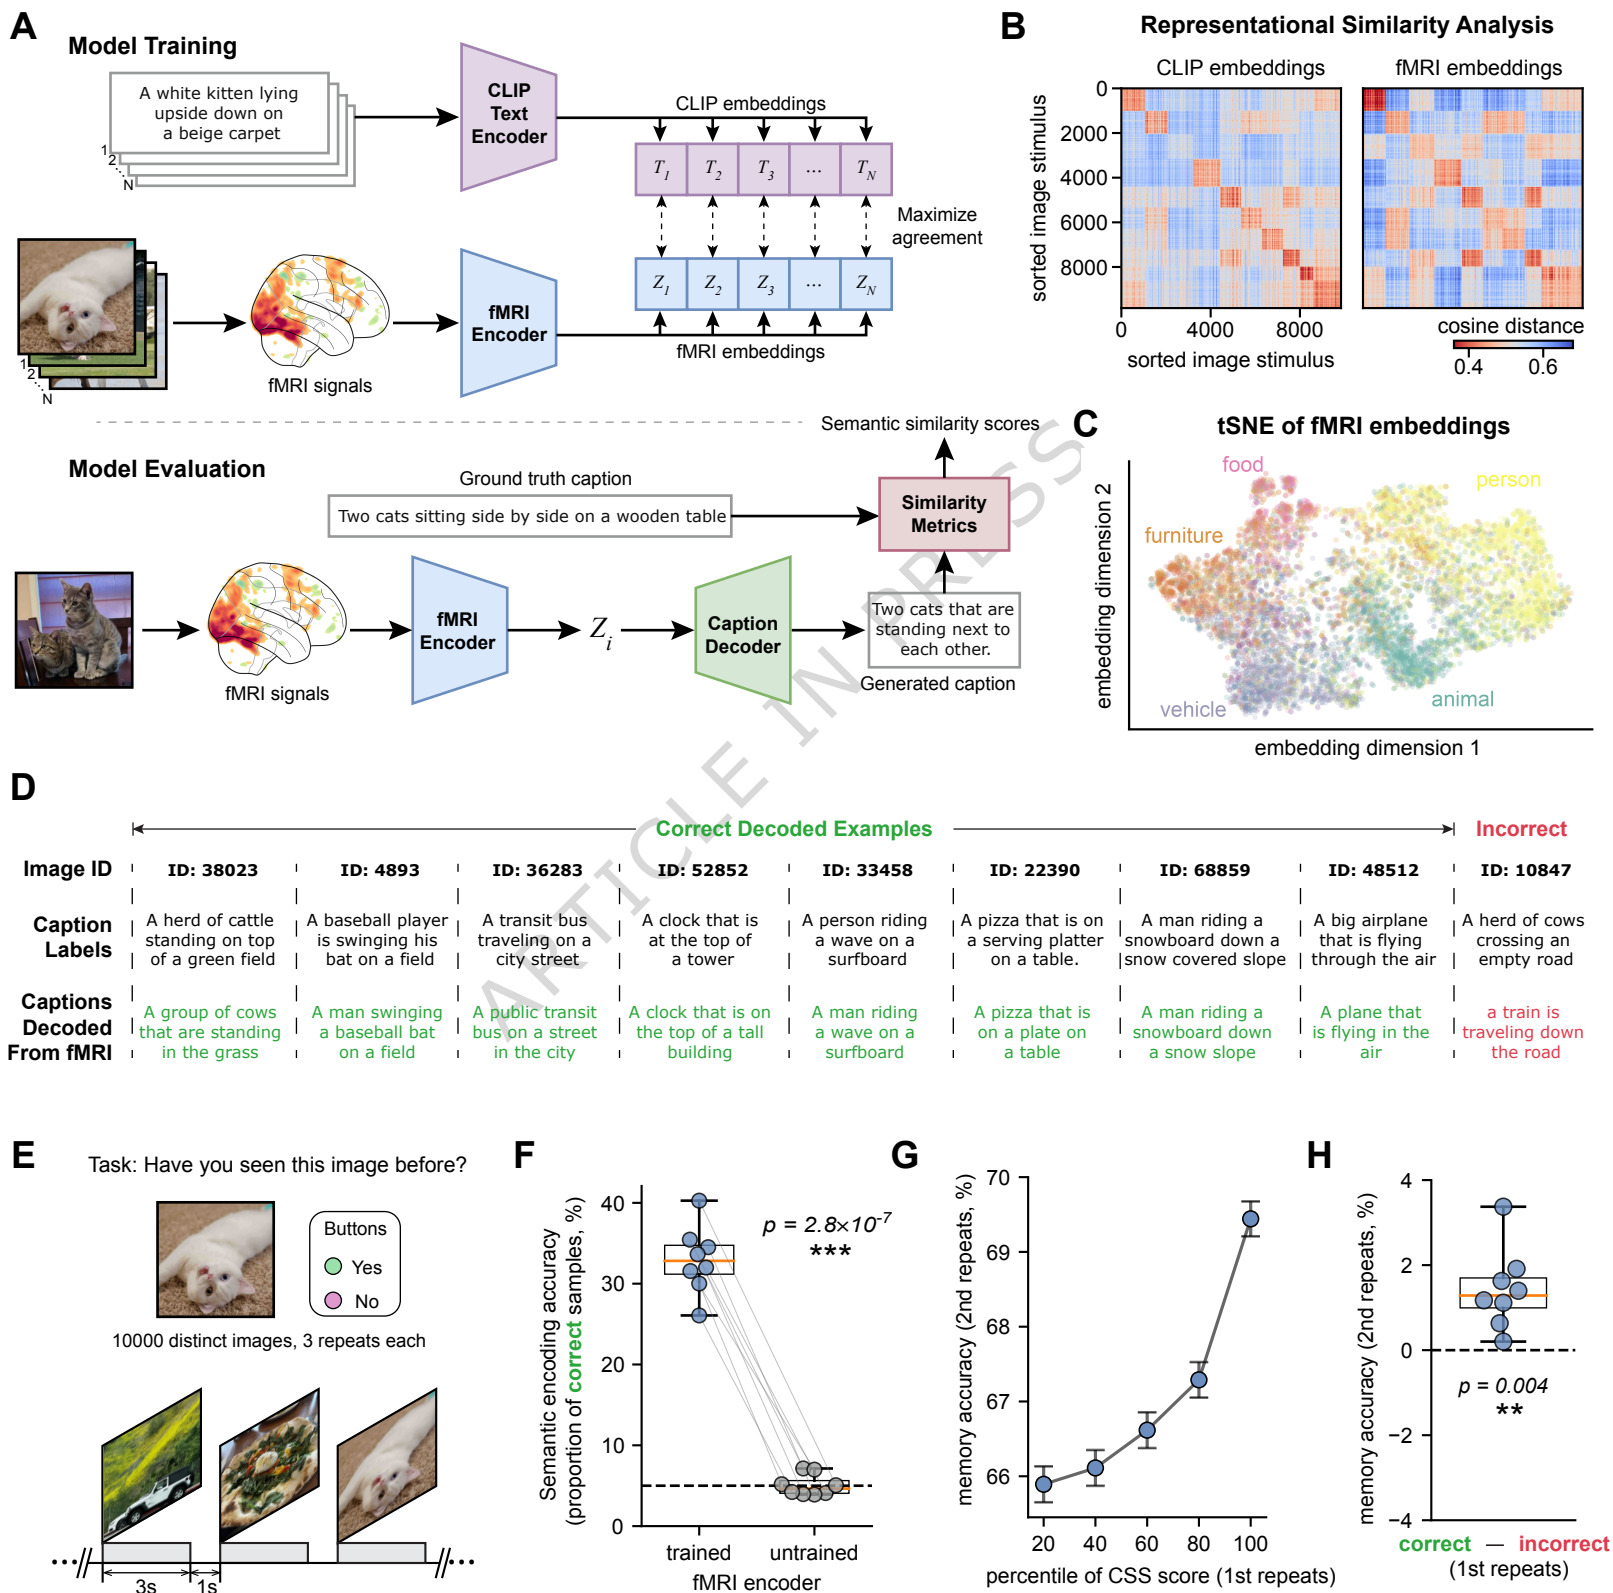 A
Model Training
A white kitten lying
upside down on
a beige carpet
1
2
N
CLIP
Text
Encoder
CLIP embeddings
T1 T2 T3 ... TN
Maximize
agreement
Z1 Z2 Z3 ... ZN
fMRI embeddings
fMRI
Encoder
fMRI signals
1
2
N
Model Evaluation
Ground truth caption
Two cats sitting side by side on a wooden table
Semantic similarity scores
Similarity
Metrics
fMRI signals
fMRI
Encoder
Zi
Caption
Decoder
Two cats that are
standing next to
each other.
Generated caption
B
Representational Similarity Analysis
CLIP embeddings
fMRI embeddings
sorted image stimulus
0
2000
4000
6000
8000
0 4000 8000
sorted image stimulus
cosine distance
0.4 0.6
C
tSNE of fMRI embeddings
embedding dimension 2
food
person
furniture
vehicle
animal
embedding dimension 1
ARTICLE IN PRESS
D
Correct Decoded Examples
Incorrect
Image ID
ID: 38023 ID: 4893 ID: 36283 ID: 52852 ID: 33458 ID: 22390 ID: 68859 ID: 48512 ID: 10847
Caption
Labels
A herd of cattle
standing on top
of a green field
A baseball player
is swinging his
bat on a field
A transit bus
traveling on a
city street
A clock that is
at the top of
a tower
A person riding
a wave on a
surfboard
A pizza that is on
a serving platter
on a table.
A man riding a
snowboard down a
snow covered slope
A big airplane
that is flying
through the air
A herd of cows
crossing an
empty road
Captions
Decoded
From fMRI
A group of cows
that are standing
in the grass
A man swinging
a baseball bat
on a field
A public transit
bus on a street
in the city
A clock that is on
the top of a tall
building
A man riding
a wave on a
surfboard
A pizza that is
on a plate on
a table
A man riding a
snowboard down
a snow slope
A plane that
is flying in the
air
a train is
traveling down
the road
E
Task: Have you seen this image before?
Buttons
Yes
No
10000 distinct images, 3 repeats each
3s
1s
F
Semantic encoding accuracy
(proportion of correct samples, %)
40
30
20
10
0
p = 2.8×10-7
***
trained untrained
fMRI encoder
G
memory accuracy (2nd repeats, %)
70
69
68
67
66
20 40 60 80 100
percentile of CSS score (1st repeats)
H
memory accuracy (2nd repeats, %)
4
2
0
−2
−4
p = 0.004
**
correct — incorrect
(1st repeats)